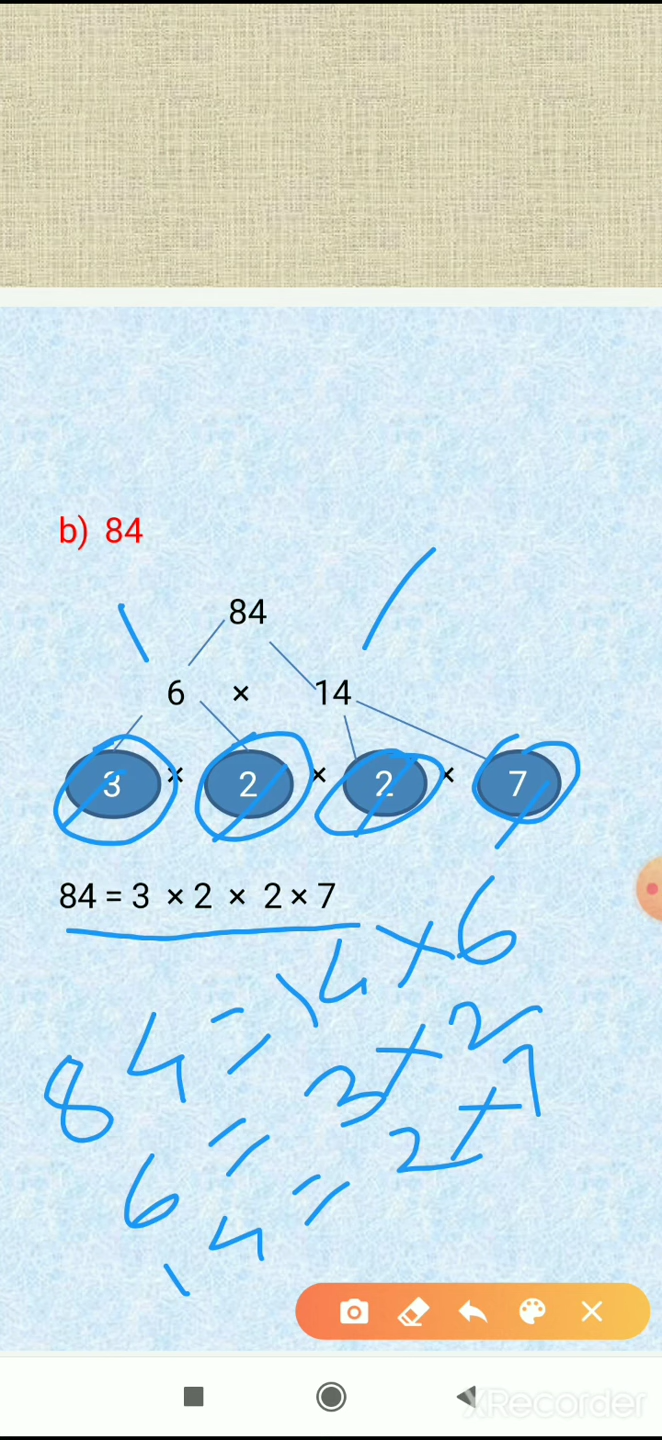 b) 84
84
6 × 14
3 × 2 × 2 × 7
84 = 3 × 2 × 2 × 7
84 = 14 × 6
6 = 3 × 2
14 = 2 × 7
XRecorder